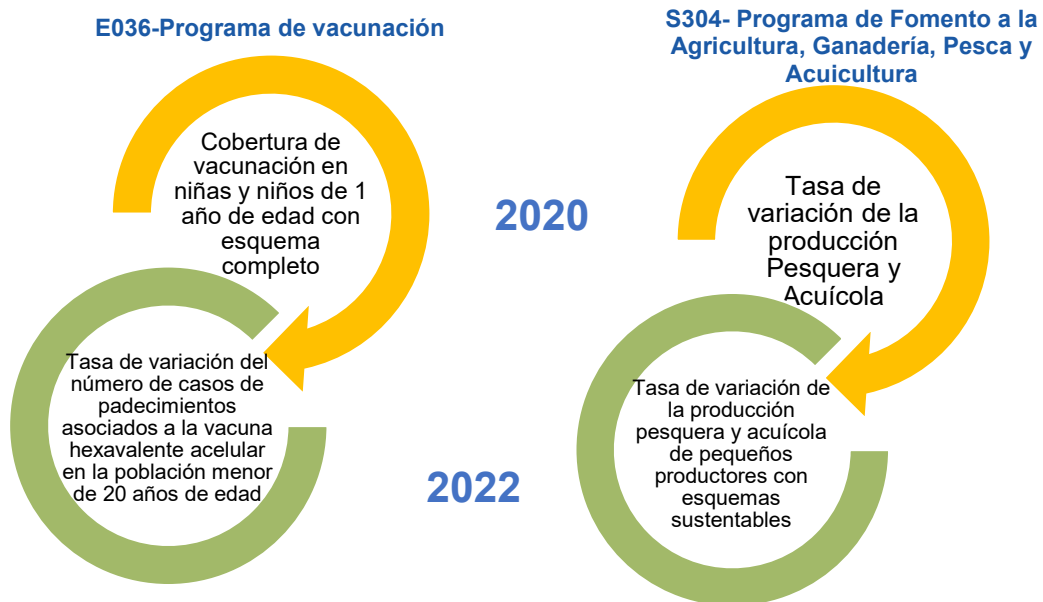 E036-Programa de vacunación
Cobertura de
vacunación en
niñas y niños de 1
año de edad con
esquema
completo
Tasa de variación del
número de casos de
padecimientos
asociados a la vacuna
hexavalente acelular
en la población menor
de 20 años de edad
2020
2022
S304- Programa de Fomento a la
Agricultura, Ganadería, Pesca y
Acuicultura
Tasa de
variación de la
producción
Pesquera y
Acuícola
Tasa de variación de
la producción
pesquera y acuícola
de pequeños
productores con
esquemas
sustentables